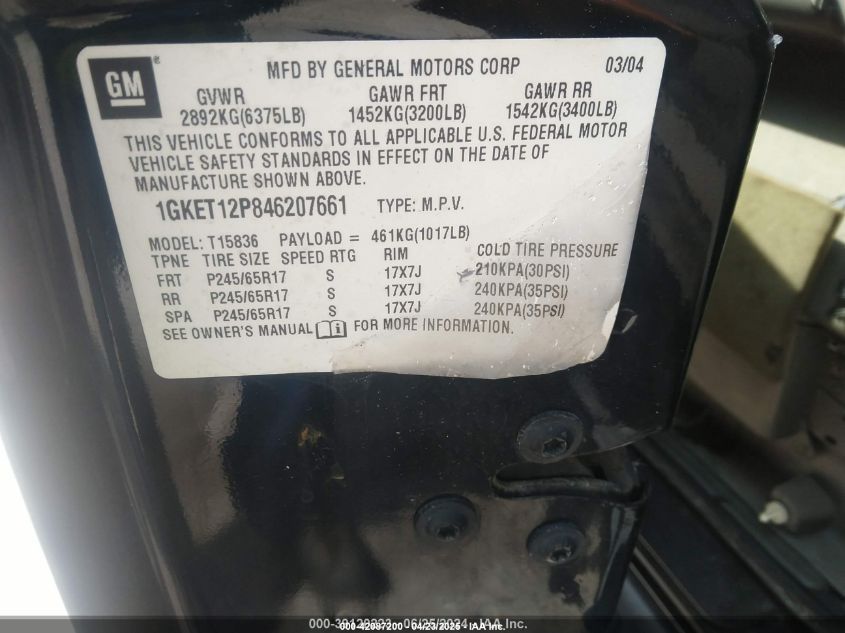 GM ®
MFD BY GENERAL MOTORS CORP 03/04
GVWR GAWR FRT GAWR RR
2892KG(6375LB) 1452KG(3200LB) 1542KG(3400LB)
THIS VEHICLE CONFORMS TO ALL APPLICABLE U.S. FEDERAL MOTOR
VEHICLE SAFETY STANDARDS IN EFFECT ON THE DATE OF
MANUFACTURE SHOWN ABOVE.
1GKET12P846207661 TYPE: M.P.V.
MODEL: T15836 PAYLOAD = 461KG(1017LB)
TPNE TIRE SIZE SPEED RTG RIM COLD TIRE PRESSURE
FRT P245/65R17 S 17X7J 210KPA(30PSI)
RR P245/65R17 S 17X7J 240KPA(35PSI)
SPA P245/65R17 S 17X7J 240KPA(35PSI)
SEE OWNER'S MANUAL FOR MORE INFORMATION.
IAA Inc.